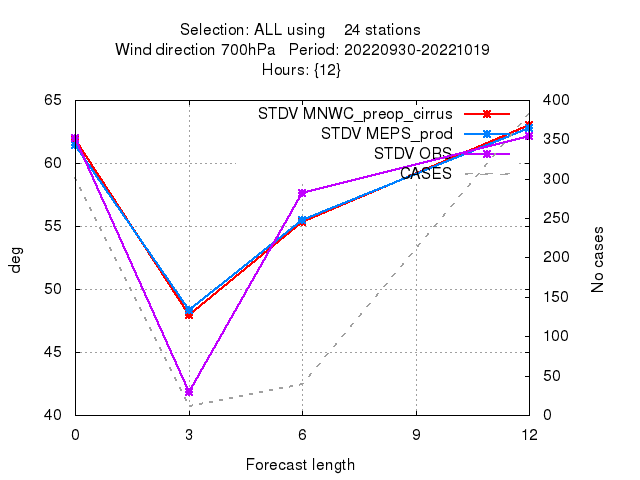 Selection: ALL using    24 stations
Wind direction 700hPa   Period: 20220930-20221019
Hours: {12}
65
60
55
50
45
40
deg
400
350
300
250
200
150
100
50
0
No cases
STDV MNWC_preop_cirrus
STDV MEPS_prod
STDV OBS
CASES
0 3 6 9 12
Forecast length